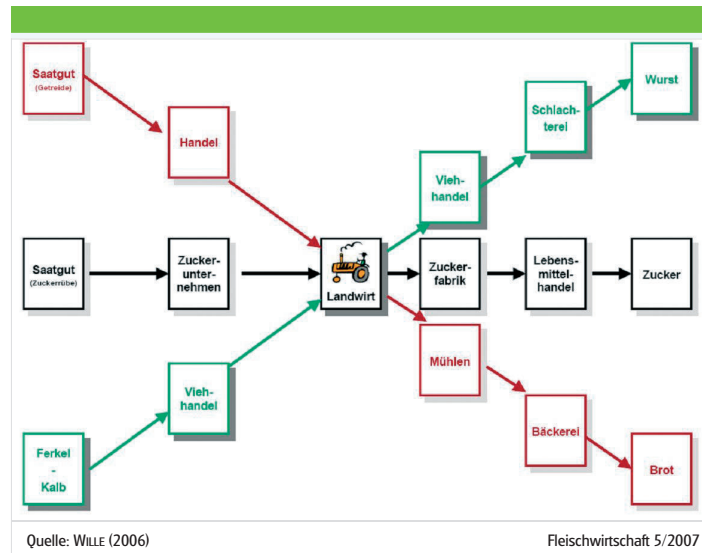 Saatgut
(Getreide)
Handel
Vieh-
handel
Schlach-
terei
Wurst
Saatgut
(Zuckerrübe)
Zucker-
unter-
nehmen
Landwirt
Zucker-
fabrik
Lebens-
mittel-
handel
Zucker
Ferkel
-
Kalb
Vieh-
handel
Mühlen
Bäckerei
Brot
Quelle: WILLE (2006)
Fleischwirtschaft 5/2007